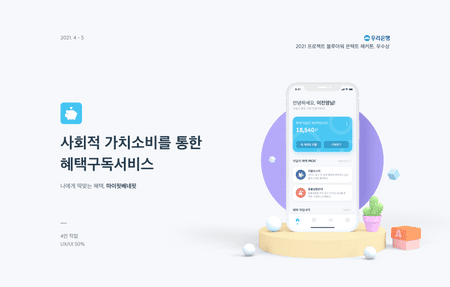 2021. 4 - 5
우리은행
2021 프로젝트 블루아워 은택트 해커톤, 우수상
사회적 가치소비를 통한
혜택구독서비스
나에게 딱맞는 혜택, 마이핏베네핏
4인 작업
UX/UI 50%
안녕하세요, 이진영님!
18,540